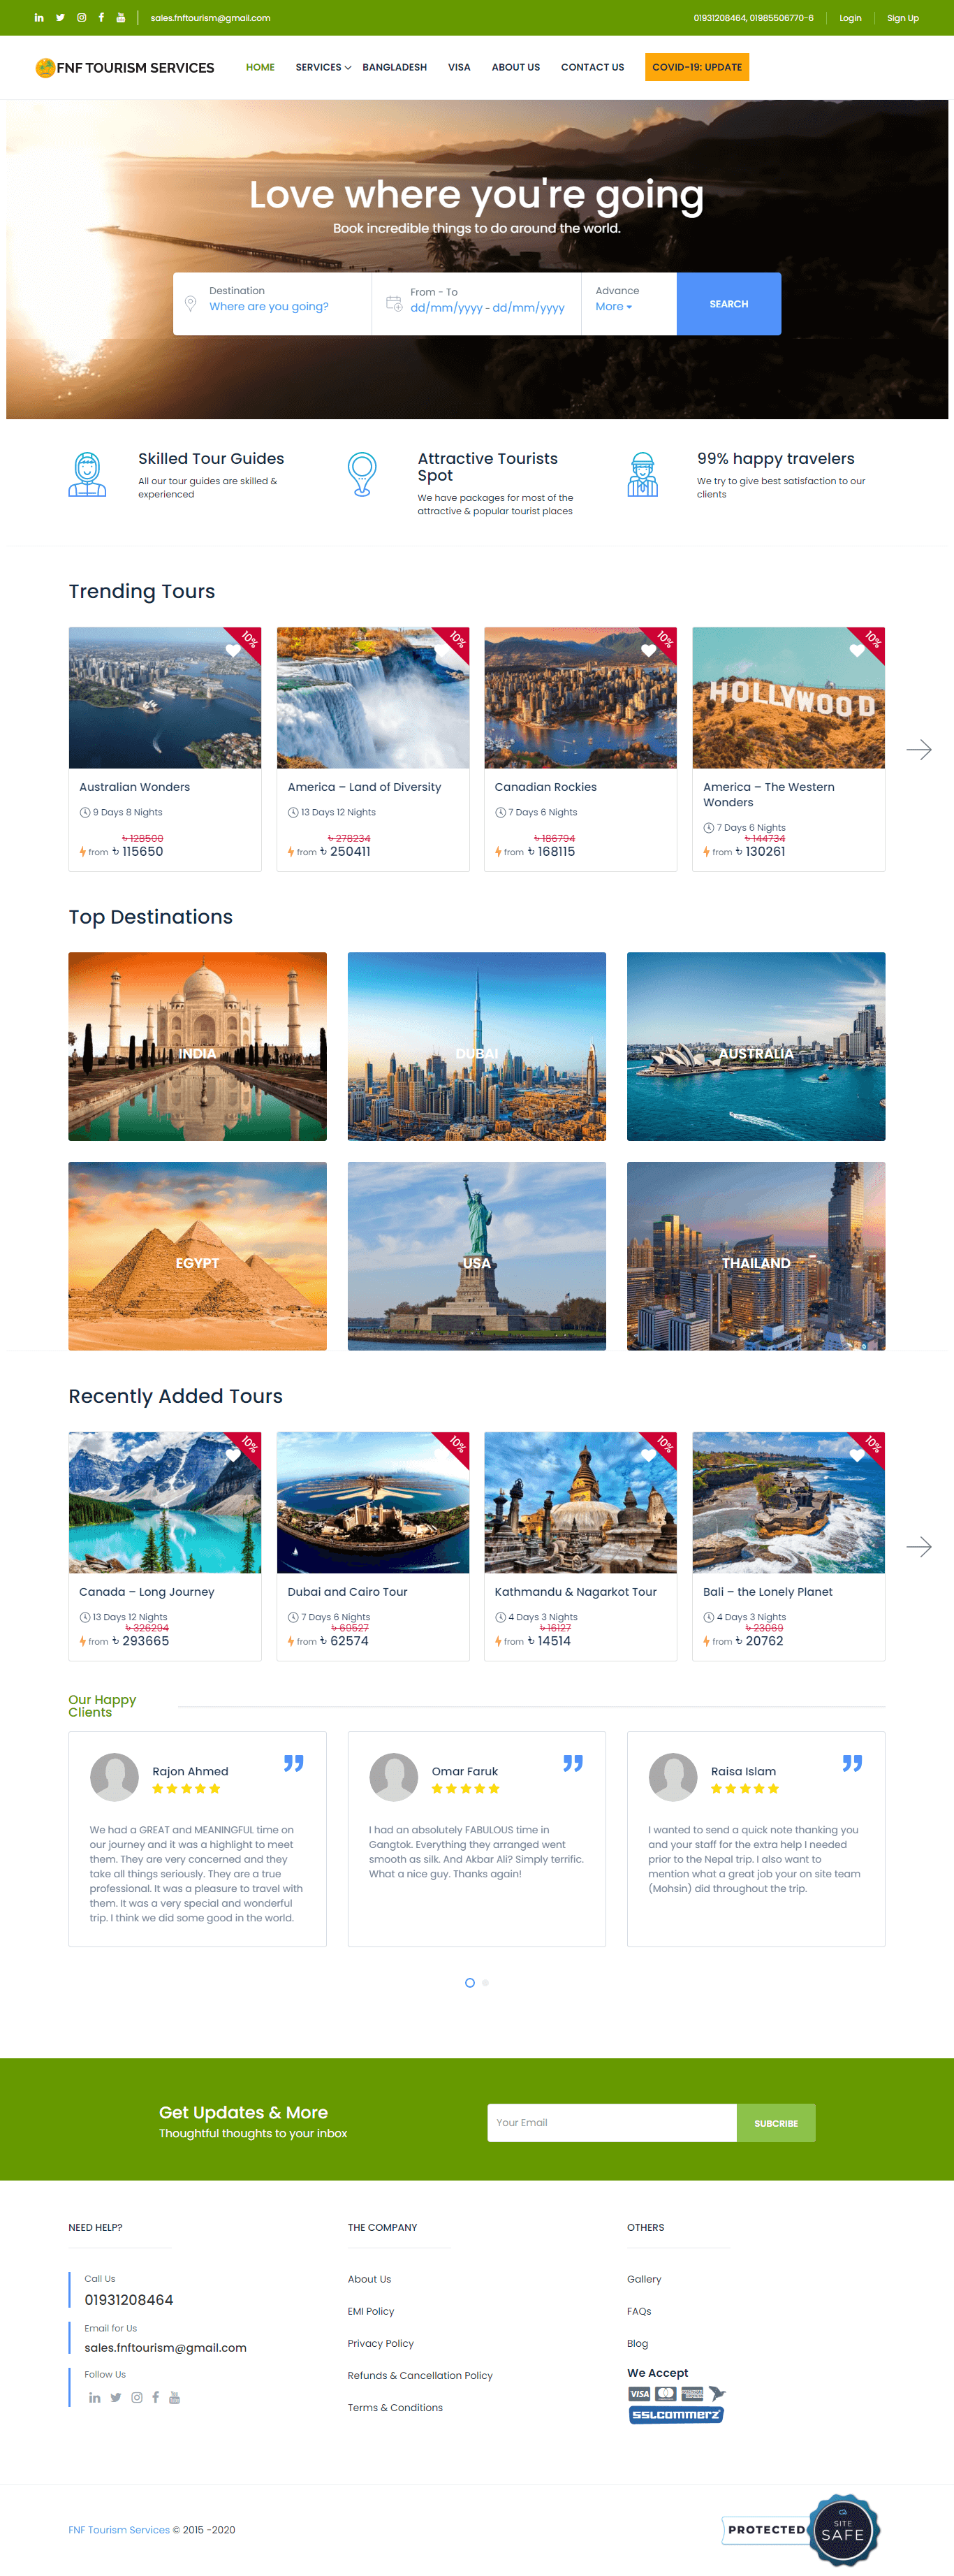 sales.fnftourism@gmail.com
01931208464, 01985506770-6
Login
Sign Up
FNF TOURISM SERVICES
HOME
SERVICES
BANGLADESH
VISA
ABOUT US
CONTACT US
COVID-19: UPDATE
Love where you're going
Book incredible things to do around the world.
Destination
Where are you going?
From - To
dd/mm/yyyy - dd/mm/yyyy
Advance
More
SEARCH
Skilled Tour Guides
All our tour guides are skilled &
experienced
Attractive Tourists
Spot
We have packages for most of the
attractive & popular tourist places
99% happy travelers
We try to give best satisfaction to our
clients
Trending Tours
10%
Australian Wonders
9 Days 8 Nights
৳ 128500
from ৳ 115650
10%
America – Land of Diversity
13 Days 12 Nights
৳ 278234
from ৳ 250411
10%
Canadian Rockies
7 Days 6 Nights
৳ 186794
from ৳ 168115
10%
HOLLYWOOD
America – The Western
Wonders
7 Days 6 Nights
৳ 144734
from ৳ 130261
Top Destinations
INDIA
DUBAI
AUSTRALIA
EGYPT
USA
THAILAND
Recently Added Tours
10%
Canada – Long Journey
13 Days 12 Nights
৳ 326294
from ৳ 293665
10%
Dubai and Cairo Tour
7 Days 6 Nights
৳ 69527
from ৳ 62574
10%
Kathmandu & Nagarkot Tour
4 Days 3 Nights
৳ 16127
from ৳ 14514
10%
Bali – the Lonely Planet
4 Days 3 Nights
৳ 23069
from ৳ 20762
Our Happy
Clients
Rajon Ahmed
We had a GREAT and MEANINGFUL time on
our journey and it was a highlight to meet
them. They are very concerned and they
take all things seriously. They are a true
professional. It was a pleasure to travel with
them. It was a very special and wonderful
trip. I think we did some good in the world.
Omar Faruk
I had an absolutely FABULOUS time in
Gangtok. Everything they arranged went
smooth as silk. And Akbar Ali? Simply terrific.
What a nice guy. Thanks again!
Raisa Islam
I wanted to send a quick note thanking you
and your staff for the extra help I needed
prior to the Nepal trip. I also want to
mention what a great job your on site team
(Mohsin) did throughout the trip.
Get Updates & More
Thoughtful thoughts to your inbox
Your Email
SUBCRIBE
NEED HELP?
Call Us
01931208464
Email for Us
sales.fnftourism@gmail.com
Follow Us
THE COMPANY
About Us
EMI Policy
Privacy Policy
Refunds & Cancellation Policy
Terms & Conditions
OTHERS
Gallery
FAQs
Blog
We Accept
VISA
SSLCOMMERZ
FNF Tourism Services © 2015 -2020
PROTECTED
SITE
SAFE